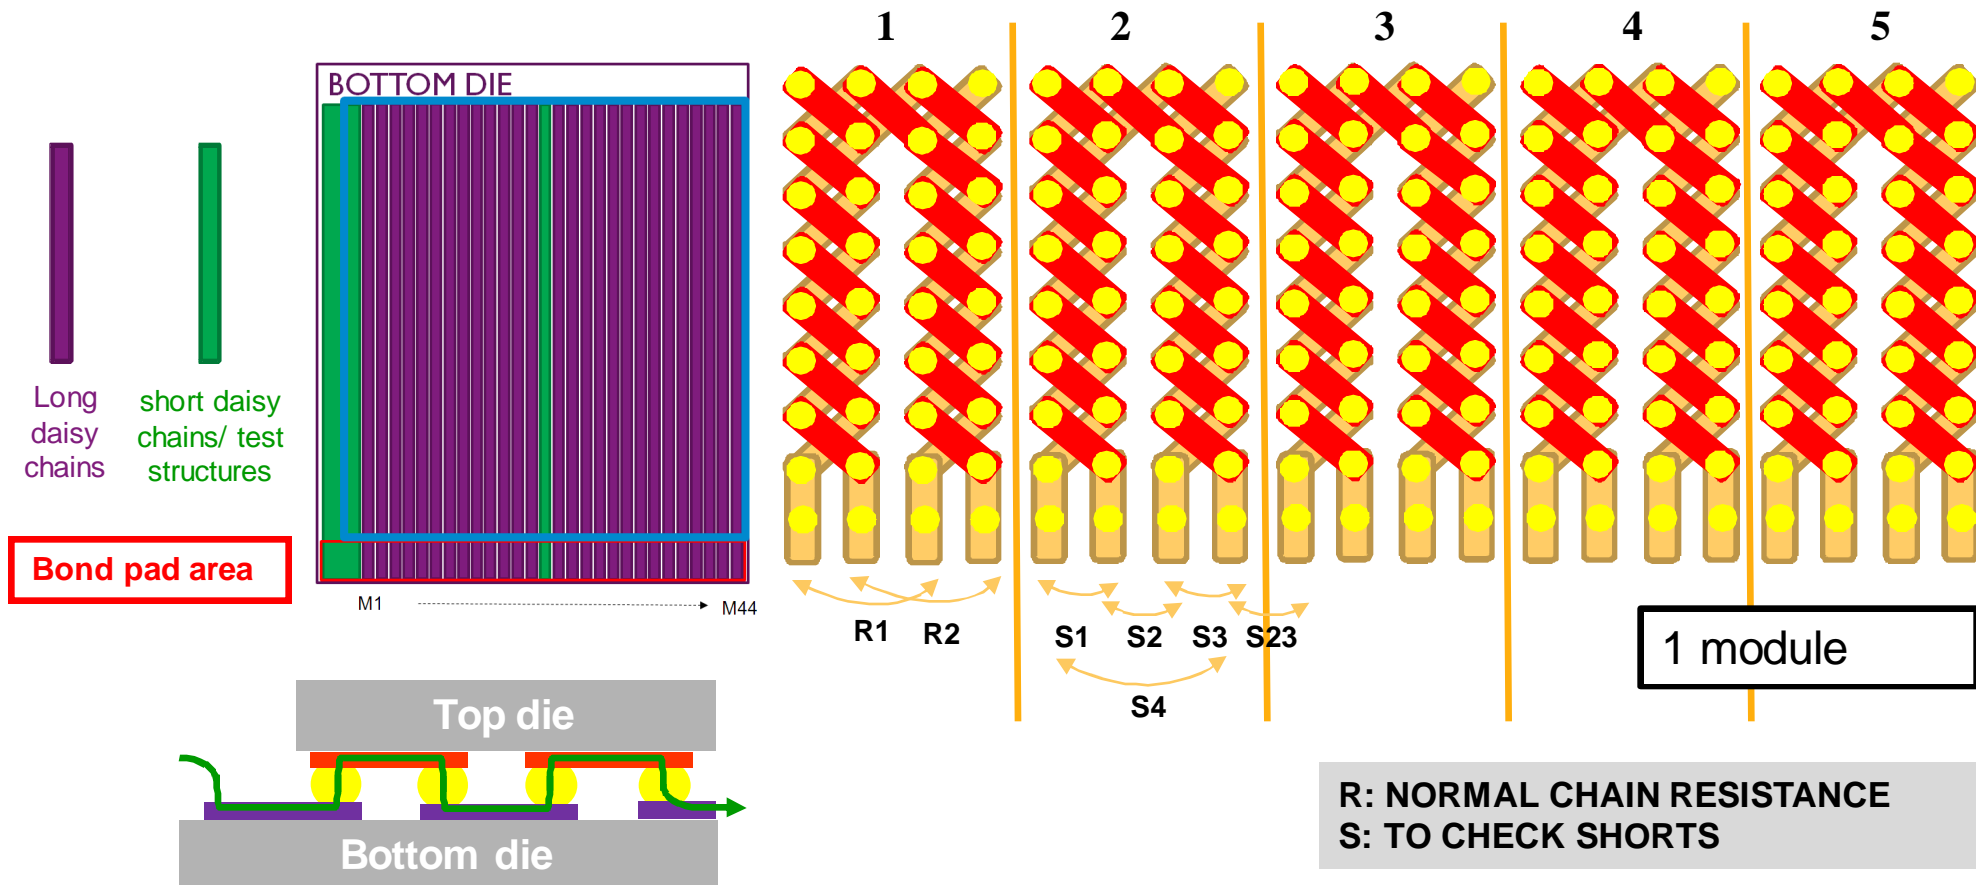 1 2 3 4 5
BOTTOM DIE
Long
daisy
chains
short daisy
chains/ test
structures
Bond pad area
M1
M44
R1
R2
S1
S2
S3
S23
S4
1 module
Top die
Bottom die
R: NORMAL CHAIN RESISTANCE
S: TO CHECK SHORTS